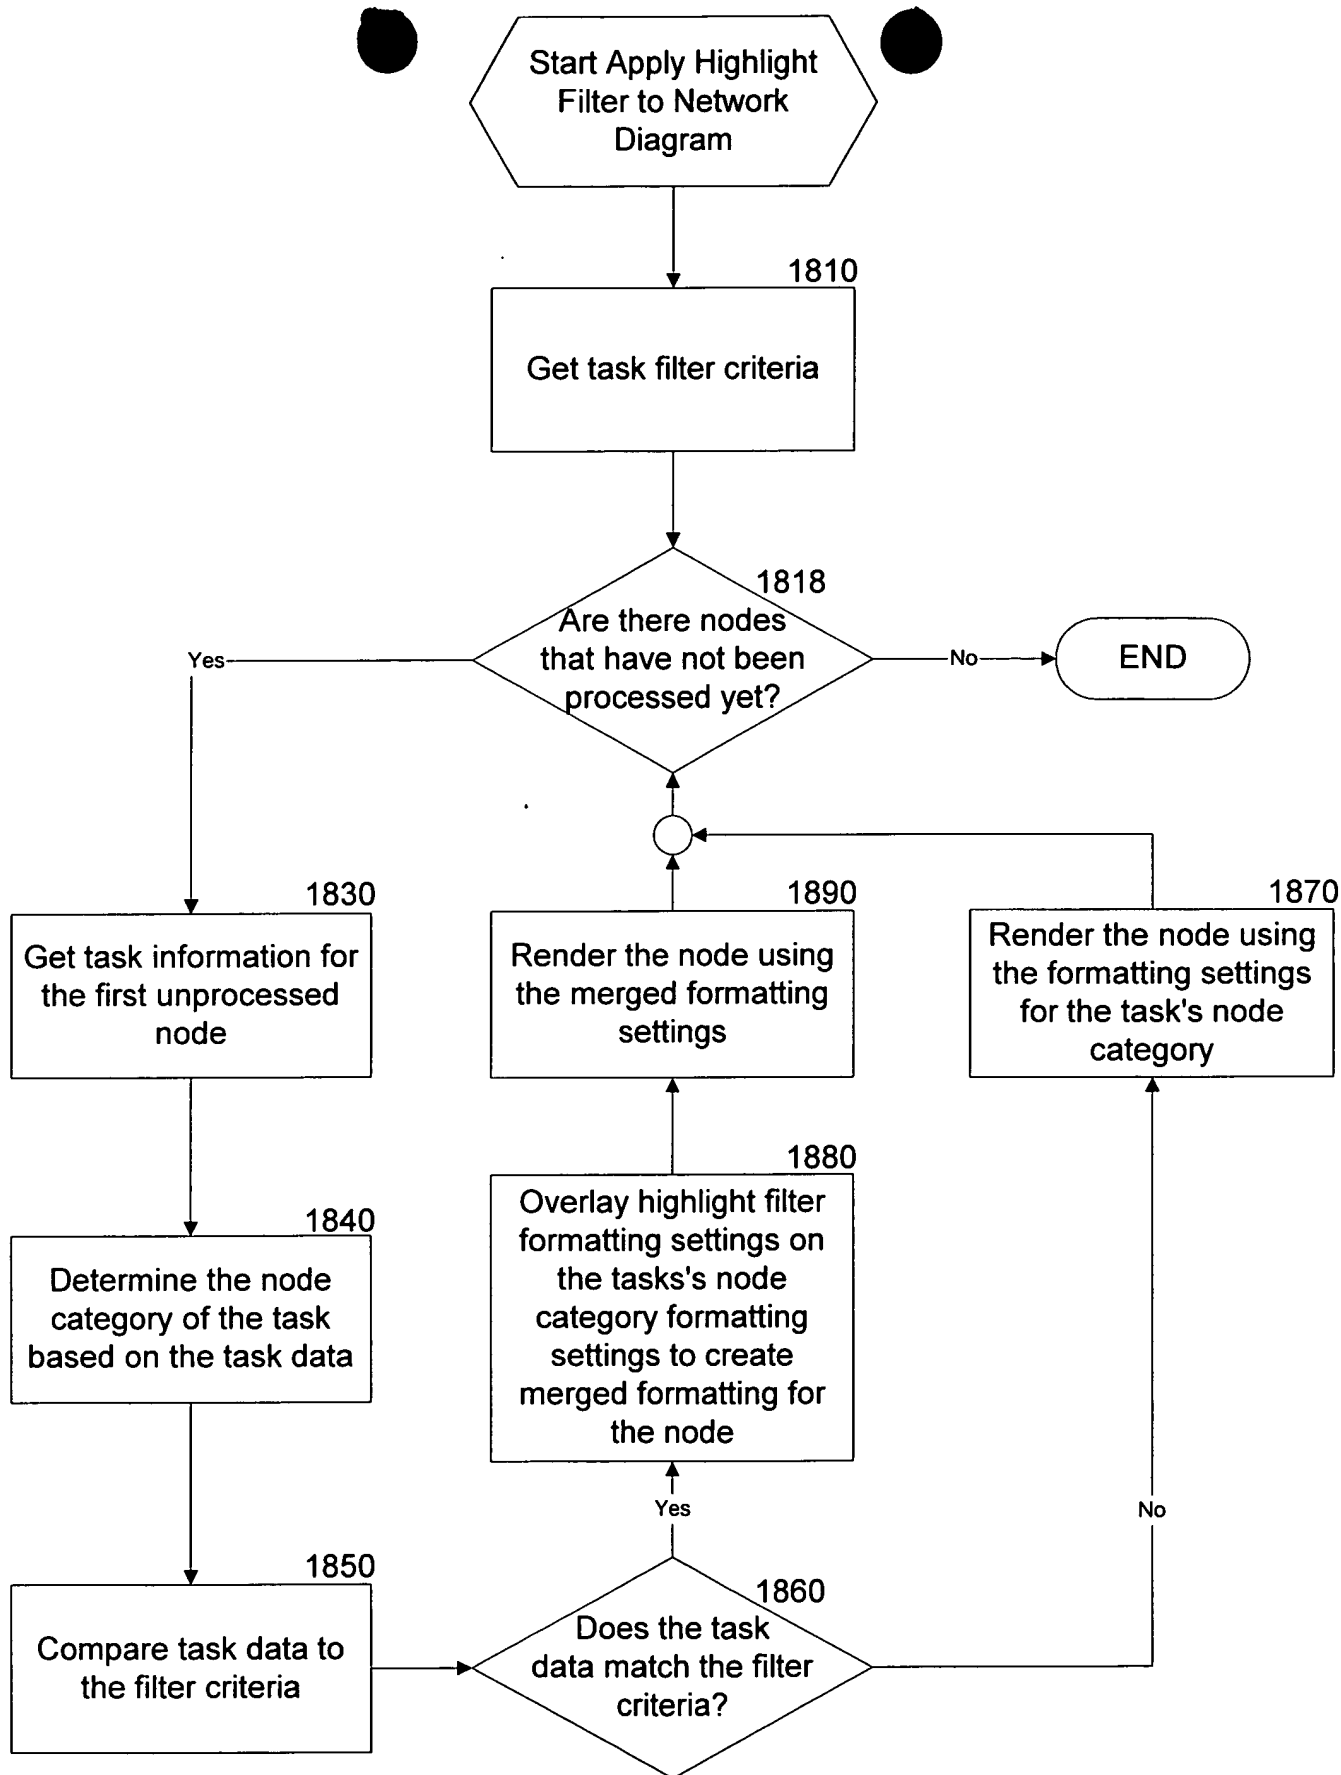 Start Apply Highlight
Filter to Network
Diagram
1810
Get task filter criteria
1818
Are there nodes
that have not been
processed yet?
Yes
No
END
1830
Get task information for
the first unprocessed
node
1890
Render the node using
the merged formatting
settings
1870
Render the node using
the formatting settings
for the task's node
category
1840
Determine the node
category of the task
based on the task data
1880
Overlay highlight filter
formatting settings on
the tasks's node
category formatting
settings to create
merged formatting for
the node
Yes
No
1850
Compare task data to
the filter criteria
1860
Does the task
data match the filter
criteria?